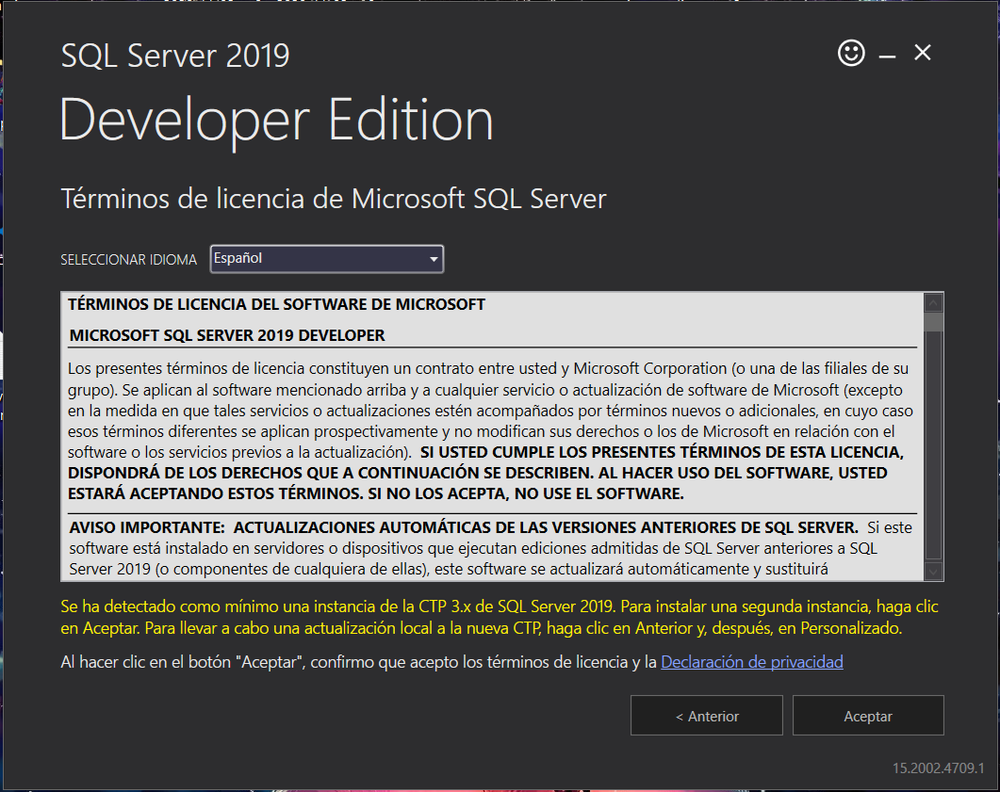 SQL Server 2019
Developer Edition
Términos de licencia de Microsoft SQL Server
SELECCIONAR IDIOMA Español
TÉRMINOS DE LICENCIA DEL SOFTWARE DE MICROSOFT
MICROSOFT SQL SERVER 2019 DEVELOPER
Los presentes términos de licencia constituyen un contrato entre usted y Microsoft Corporation (o una de las filiales de su
grupo). Se aplican al software mencionado arriba y a cualquier servicio o actualización de software de Microsoft (excepto
en la medida en que tales servicios o actualizaciones estén acompañados por términos nuevos o adicionales, en cuyo caso
esos términos diferentes se aplican prospectivamente y no modifican sus derechos o los de Microsoft en relación con el
software o los servicios previos a la actualización). SI USTED CUMPLE LOS PRESENTES TÉRMINOS DE ESTA LICENCIA,
DISPONDRÁ DE LOS DERECHOS QUE A CONTINUACIÓN SE DESCRIBEN. AL HACER USO DEL SOFTWARE, USTED
ESTARÁ ACEPTANDO ESTOS TÉRMINOS. SI NO LOS ACEPTA, NO USE EL SOFTWARE.
AVISO IMPORTANTE: ACTUALIZACIONES AUTOMÁTICAS DE LAS VERSIONES ANTERIORES DE SQL SERVER. Si este
software está instalado en servidores o dispositivos que ejecutan ediciones admitidas de SQL Server anteriores a SQL
Server 2019 (o componentes de cualquiera de ellas), este software se actualizará automáticamente y sustituirá
Se ha detectado como mínimo una instancia de la CTP 3.x de SQL Server 2019. Para instalar una segunda instancia, haga clic
en Aceptar. Para llevar a cabo una actualización local a la nueva CTP, haga clic en Anterior y, después, en Personalizado.
Al hacer clic en el botón "Aceptar", confirmo que acepto los términos de licencia y la Declaración de privacidad
< Anterior
Aceptar
15.2002.4709.1